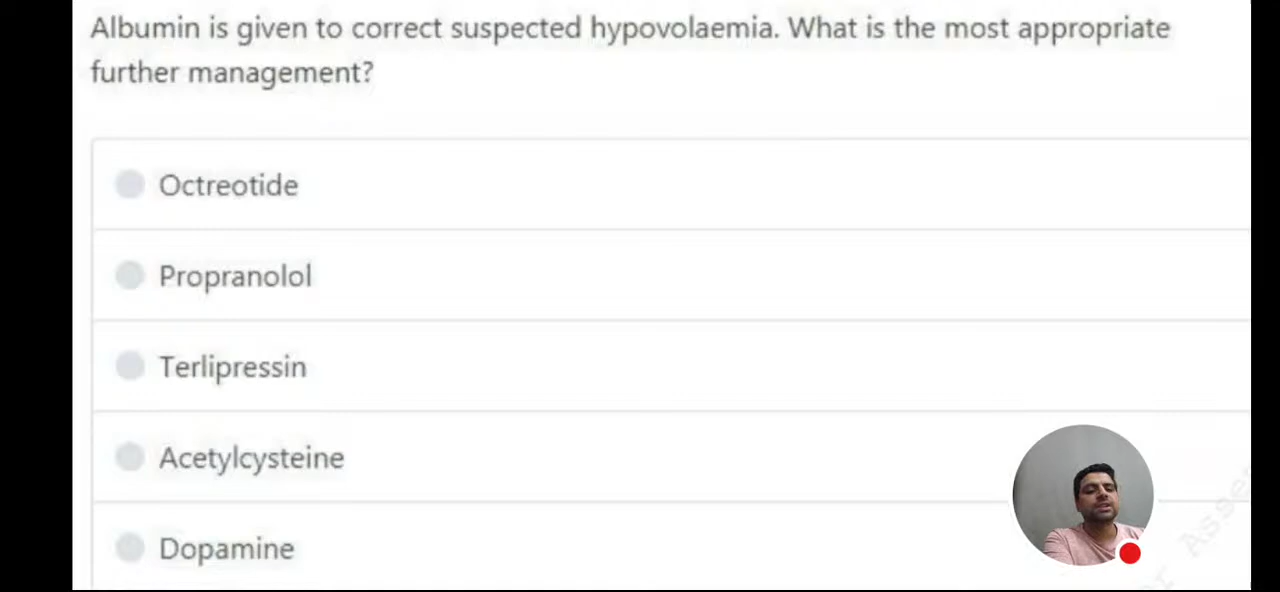 Albumin is given to correct suspected hypovolaemia. What is the most appropriate
further management?
Octreotide
Propranolol
Terlipressin
Acetylcysteine
Dopamine